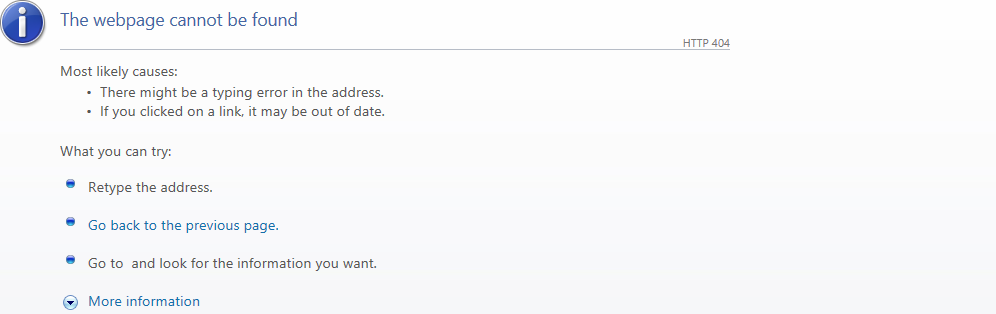 The webpage cannot be found
HTTP 404
Most likely causes:
• There might be a typing error in the address.
• If you clicked on a link, it may be out of date.
What you can try:
Retype the address.
Go back to the previous page.
Go to  and look for the information you want.
More information